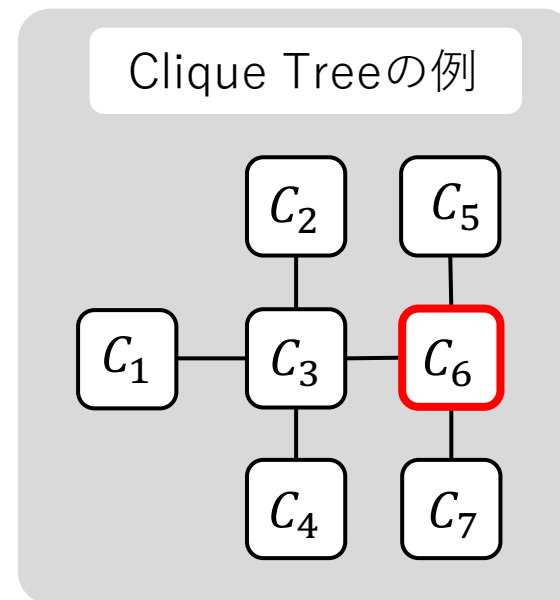 Clique Treeの例
C₂
C₅
C₁
C₃
C₆
C₄
C₇